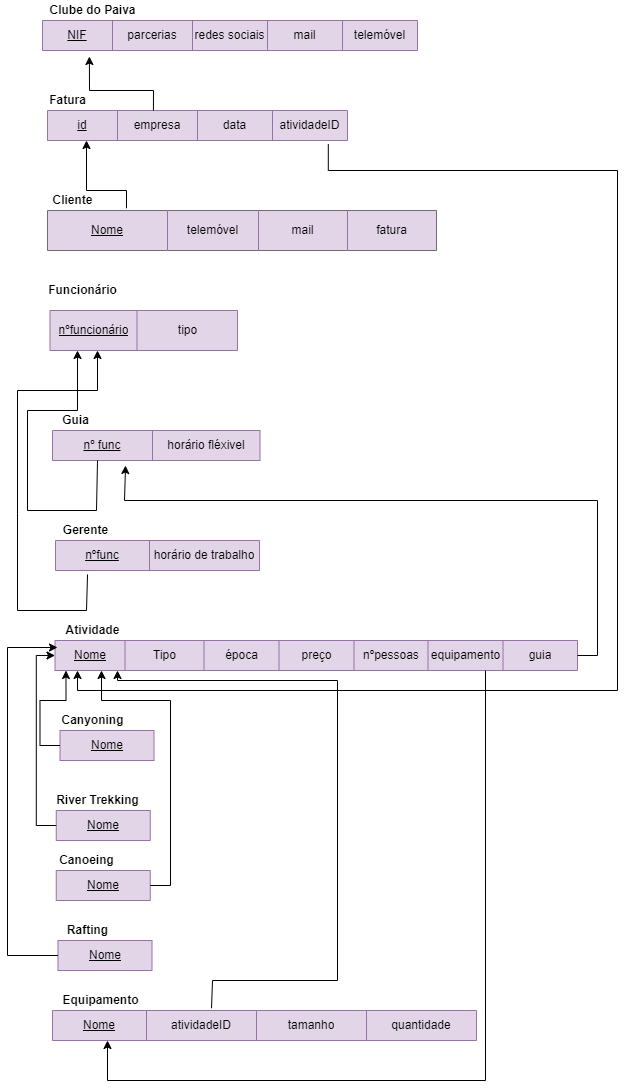 Clube do Paiva
NIF parcerias redes sociais mail telemóvel
Fatura
id empresa data atividadeID
Cliente
Nome telemóvel mail fatura
Funcionário
nºfuncionário tipo
Guia
nº func horário fléxivel
Gerente
nºfunc horário de trabalho
Atividade
Nome Tipo época preço nºpessoas equipamento guia
Canyoning
Nome
River Trekking
Nome
Canoeing
Nome
Rafting
Nome
Equipamento
Nome atividadeID tamanho quantidade